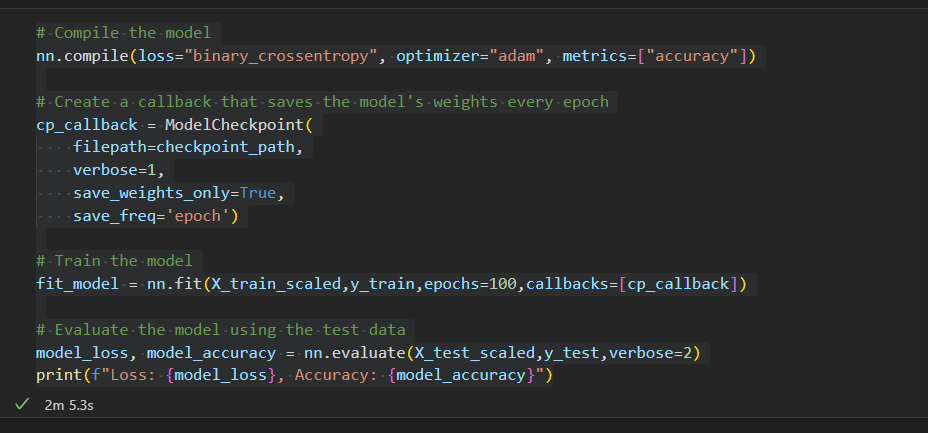 # Compile the model
nn.compile(loss="binary_crossentropy", optimizer="adam", metrics=["accuracy"])
# Create a callback that saves the model's weights every epoch
cp_callback = ModelCheckpoint(
    filepath=checkpoint_path,
    verbose=1,
    save_weights_only=True,
    save_freq='epoch')
# Train the model
fit_model = nn.fit(X_train_scaled,y_train,epochs=100,callbacks=[cp_callback])
# Evaluate the model using the test data
model_loss, model_accuracy = nn.evaluate(X_test_scaled,y_test,verbose=2)
print(f"Loss: {model_loss}, Accuracy: {model_accuracy}")
2m 5.3s